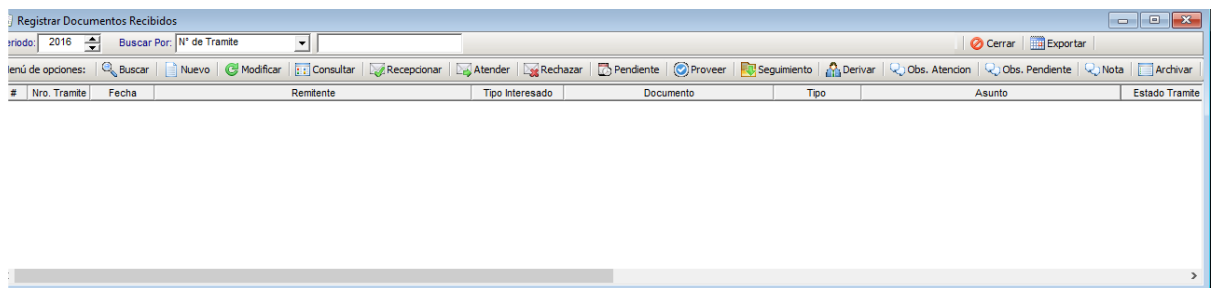 Registrar Documentos Recibidos
eriodo: 2016 Buscar Por: N° de Tramite Cerrar Exportar
enú de opciones: Buscar Nuevo Modificar Consultar Recepcionar Atender Rechazar Pendiente Proveer Seguimiento Derivar Obs. Atencion Obs. Pendiente Nota Archivar
# Nro. Tramite Fecha Remitente Tipo Interesado Documento Tipo Asunto Estado Tramite